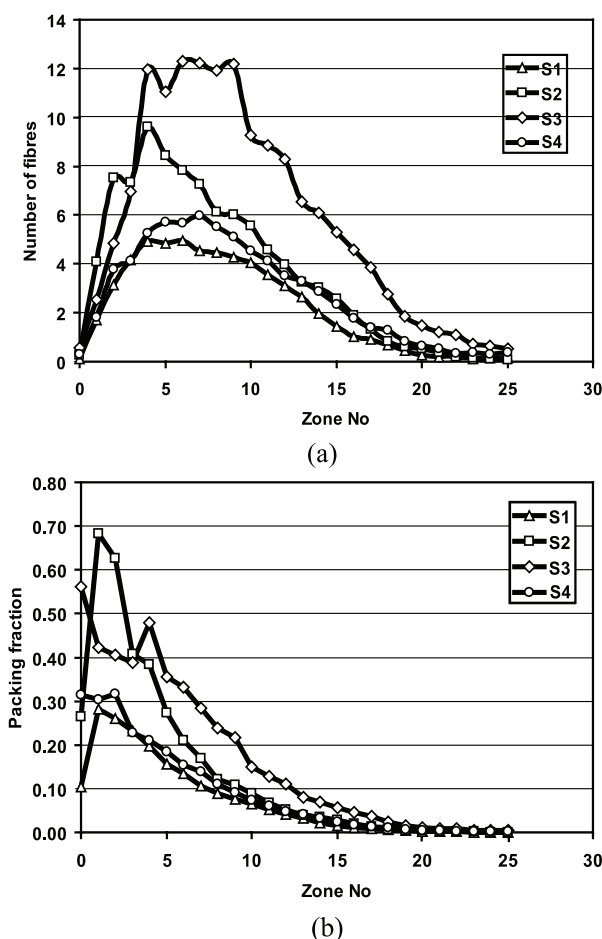 14
12
10
8
6
4
2
0
Number of fibres
S1
S2
S3
S4
0 5 10 15 20 25 30
Zone No
(a)
0.80
0.70
0.60
0.50
0.40
0.30
0.20
0.10
0.00
Packing fraction
S1
S2
S3
S4
0 5 10 15 20 25 30
Zone No
(b)